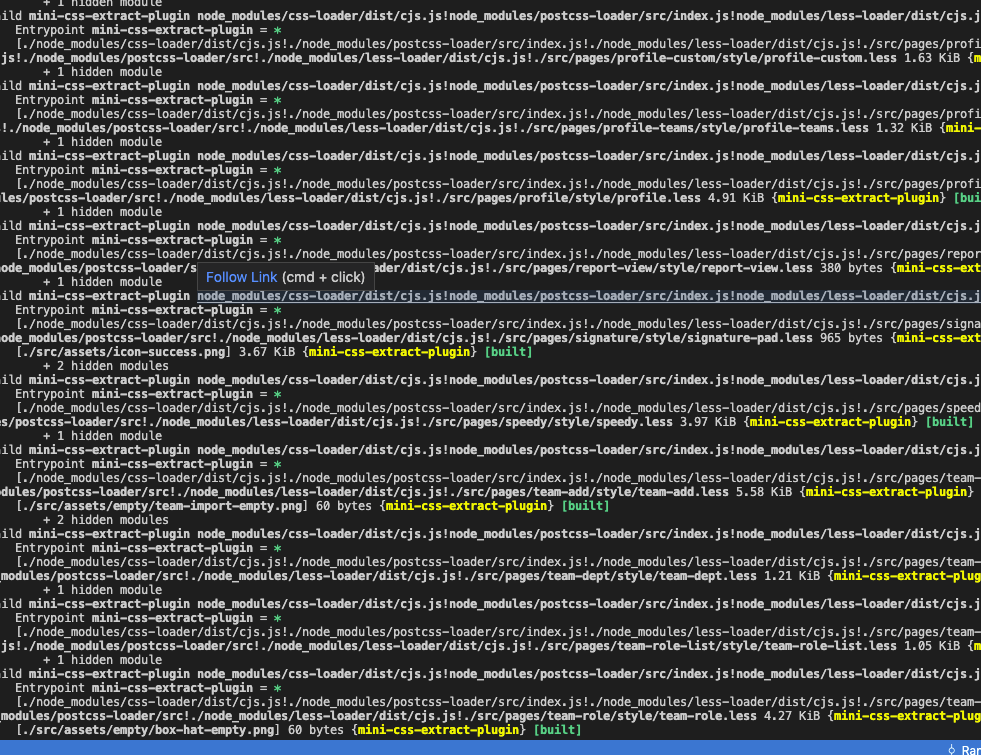 + 1 hidden module
ild mini-css-extract-plugin node_modules/css-loader/dist/cjs.js!node_modules/postcss-loader/src/index.js!node_modules/less-loader/dist/cjs.j
Entrypoint mini-css-extract-plugin = *
[./node_modules/css-loader/dist/cjs.js!./node_modules/postcss-loader/src/index.js!./node_modules/less-loader/dist/cjs.js!./src/pages/profi
js!./node_modules/postcss-loader/src!./node_modules/less-loader/dist/cjs.js!./src/pages/profile-custom/style/profile-custom.less 1.63 KiB {m
+ 1 hidden module
ild mini-css-extract-plugin node_modules/css-loader/dist/cjs.js!node_modules/postcss-loader/src/index.js!node_modules/less-loader/dist/cjs.j
Entrypoint mini-css-extract-plugin = *
[./node_modules/css-loader/dist/cjs.js!./node_modules/postcss-loader/src/index.js!./node_modules/less-loader/dist/cjs.js!./src/pages/profi
s!./node_modules/postcss-loader/src!./node_modules/less-loader/dist/cjs.js!./src/pages/profile-teams/style/profile-teams.less 1.32 KiB {mini-
+ 1 hidden module
ild mini-css-extract-plugin node_modules/css-loader/dist/cjs.js!node_modules/postcss-loader/src/index.js!node_modules/less-loader/dist/cjs.j
Entrypoint mini-css-extract-plugin = *
[./node_modules/css-loader/dist/cjs.js!./node_modules/postcss-loader/src/index.js!./node_modules/less-loader/dist/cjs.js!./src/pages/profi
les/postcss-loader/src!./node_modules/less-loader/dist/cjs.js!./src/pages/profile/style/profile.less 4.91 KiB {mini-css-extract-plugin} [bui
+ 1 hidden module
ild mini-css-extract-plugin node_modules/css-loader/dist/cjs.js!node_modules/postcss-loader/src/index.js!node_modules/less-loader/dist/cjs.j
Entrypoint mini-css-extract-plugin = *
[./node_modules/css-loader/dist/cjs.js!./node_modules/postcss-loader/src/index.js!./node_modules/less-loader/dist/cjs.js!./src/pages/repor
ode_modules/postcss-loader/s der/dist/cjs.js!./src/pages/report-view/style/report-view.less 380 bytes {mini-css-ext
Follow Link (cmd + click)
+ 1 hidden module
ild mini-css-extract-plugin node_modules/css-loader/dist/cjs.js!node_modules/postcss-loader/src/index.js!node_modules/less-loader/dist/cjs.j
Entrypoint mini-css-extract-plugin = *
[./node_modules/css-loader/dist/cjs.js!./node_modules/postcss-loader/src/index.js!./node_modules/less-loader/dist/cjs.js!./src/pages/signa
ode_modules/postcss-loader/src!./node_modules/less-loader/dist/cjs.js!./src/pages/signature/style/signature-pad.less 965 bytes {mini-css-ext
[./src/assets/icon-success.png] 3.67 KiB {mini-css-extract-plugin} [built]
+ 2 hidden modules
ild mini-css-extract-plugin node_modules/css-loader/dist/cjs.js!node_modules/postcss-loader/src/index.js!node_modules/less-loader/dist/cjs.j
Entrypoint mini-css-extract-plugin = *
[./node_modules/css-loader/dist/cjs.js!./node_modules/postcss-loader/src/index.js!./node_modules/less-loader/dist/cjs.js!./src/pages/speed
s/postcss-loader/src!./node_modules/less-loader/dist/cjs.js!./src/pages/speedy/style/speedy.less 3.97 KiB {mini-css-extract-plugin} [built]
+ 1 hidden module
ild mini-css-extract-plugin node_modules/css-loader/dist/cjs.js!node_modules/postcss-loader/src/index.js!node_modules/less-loader/dist/cjs.j
Entrypoint mini-css-extract-plugin = *
[./node_modules/css-loader/dist/cjs.js!./node_modules/postcss-loader/src/index.js!./node_modules/less-loader/dist/cjs.js!./src/pages/team-
dules/postcss-loader/src!./node_modules/less-loader/dist/cjs.js!./src/pages/team-add/style/team-add.less 5.58 KiB {mini-css-extract-plugin}
[./src/assets/empty/team-import-empty.png] 60 bytes {mini-css-extract-plugin} [built]
+ 2 hidden modules
ild mini-css-extract-plugin node_modules/css-loader/dist/cjs.js!node_modules/postcss-loader/src/index.js!node_modules/less-loader/dist/cjs.j
Entrypoint mini-css-extract-plugin = *
[./node_modules/css-loader/dist/cjs.js!./node_modules/postcss-loader/src/index.js!./node_modules/less-loader/dist/cjs.js!./src/pages/team-
_modules/postcss-loader/src!./node_modules/less-loader/dist/cjs.js!./src/pages/team-dept/style/team-dept.less 1.21 KiB {mini-css-extract-plug
+ 1 hidden module
ild mini-css-extract-plugin node_modules/css-loader/dist/cjs.js!node_modules/postcss-loader/src/index.js!node_modules/less-loader/dist/cjs.j
Entrypoint mini-css-extract-plugin = *
[./node_modules/css-loader/dist/cjs.js!./node_modules/postcss-loader/src/index.js!./node_modules/less-loader/dist/cjs.js!./src/pages/team-
js!./node_modules/postcss-loader/src!./node_modules/less-loader/dist/cjs.js!./src/pages/team-role-list/style/team-role-list.less 1.05 KiB {m
+ 1 hidden module
ild mini-css-extract-plugin node_modules/css-loader/dist/cjs.js!node_modules/postcss-loader/src/index.js!node_modules/less-loader/dist/cjs.j
Entrypoint mini-css-extract-plugin = *
[./node_modules/css-loader/dist/cjs.js!./node_modules/postcss-loader/src/index.js!./node_modules/less-loader/dist/cjs.js!./src/pages/team-
_modules/postcss-loader/src!./node_modules/less-loader/dist/cjs.js!./src/pages/team-role/style/team-role.less 4.27 KiB {mini-css-extract-plug
[./src/assets/empty/box-hat-empty.png] 60 bytes {mini-css-extract-plugin} [built]
Ran